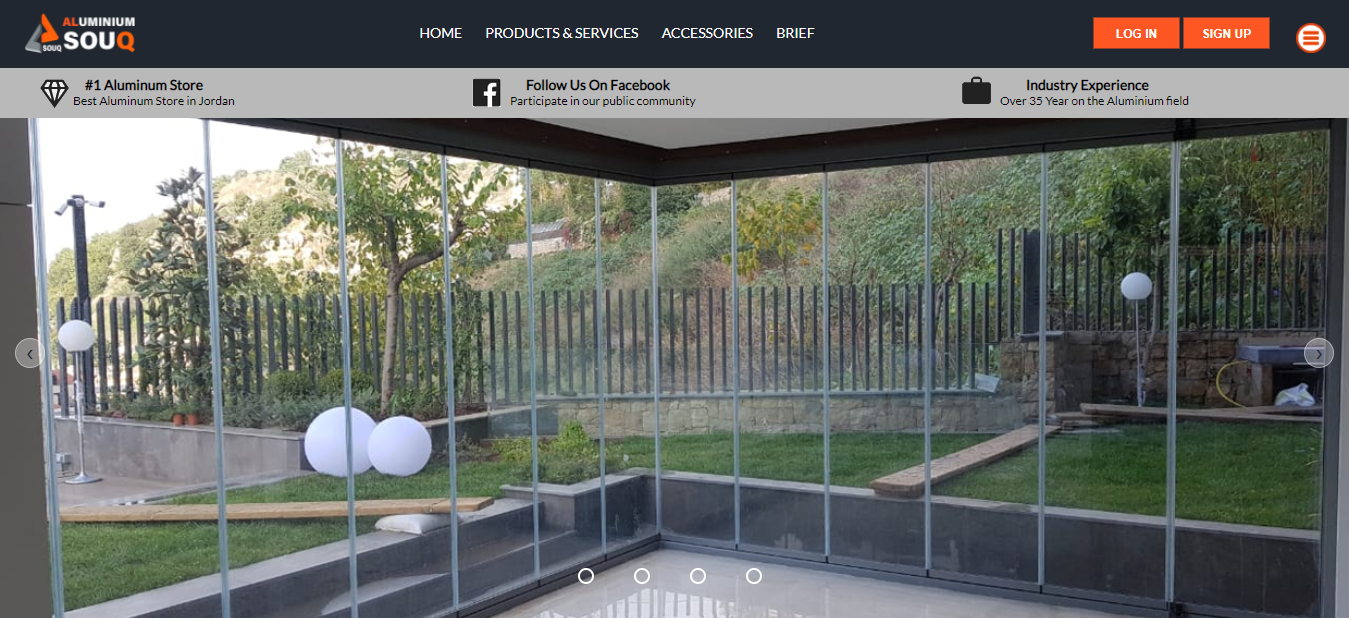 ALUMINIUM
SOUQ
SOUQ
HOME PRODUCTS & SERVICES ACCESSORIES BRIEF
LOG IN SIGN UP
#1 Aluminum Store
Best Aluminum Store in Jordan
Follow Us On Facebook
Participate in our public community
Industry Experience
Over 35 Year on the Aluminium field